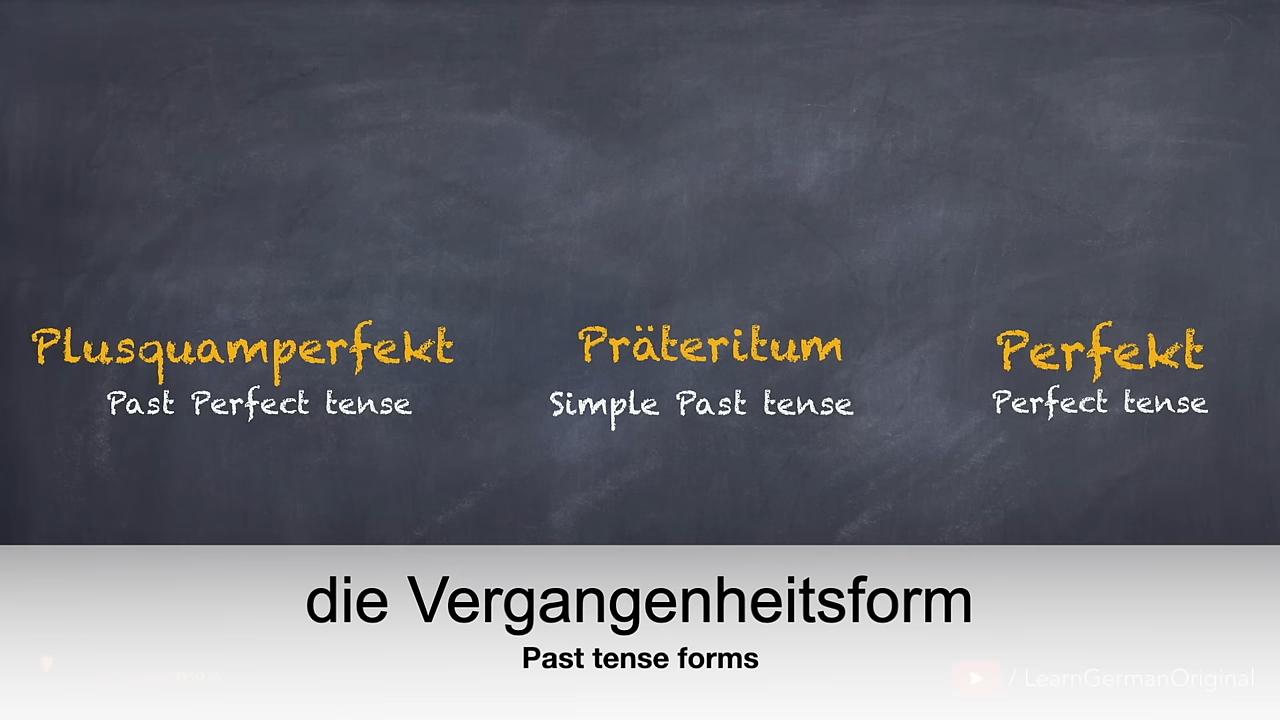 Plusquamperfekt
Past Perfect tense
Präteritum
Simple Past tense
Perfekt
Perfect tense
die Vergangenheitsform
Past tense forms
/ LearnGermanOriginal